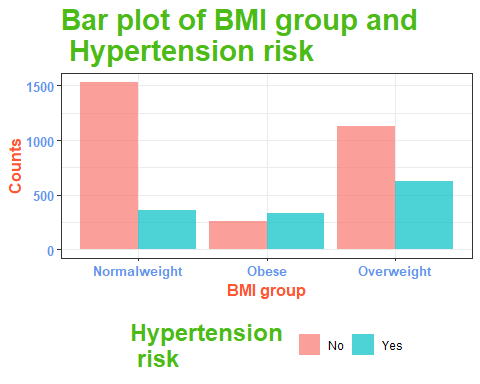 Bar plot of BMI group and
Hypertension risk
1500
1000
500
0
Counts
Normalweight Obese Overweight
BMI group
Hypertension
risk
No Yes